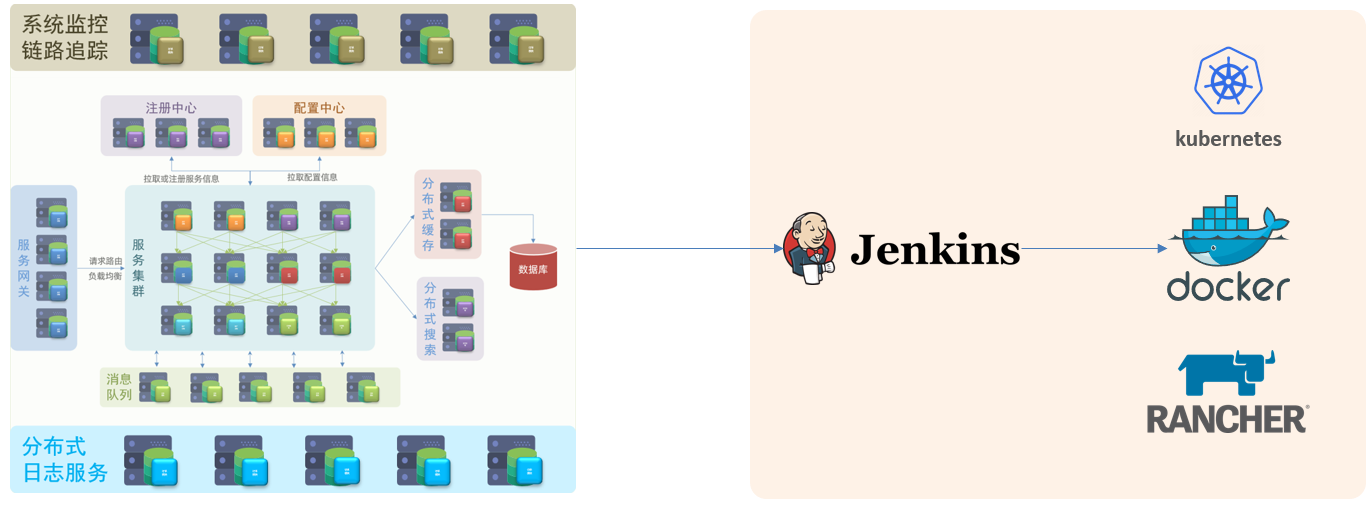 系统监控
链路追踪
注册中心
配置中心
拉取或注册服务信息
拉取配置信息
服务网关
请求路由
负载均衡
服务集群
分布式缓存
数据库
分布式搜索
消息
队列
分布式
日志服务
Jenkins
kubernetes
docker
RANCHER®